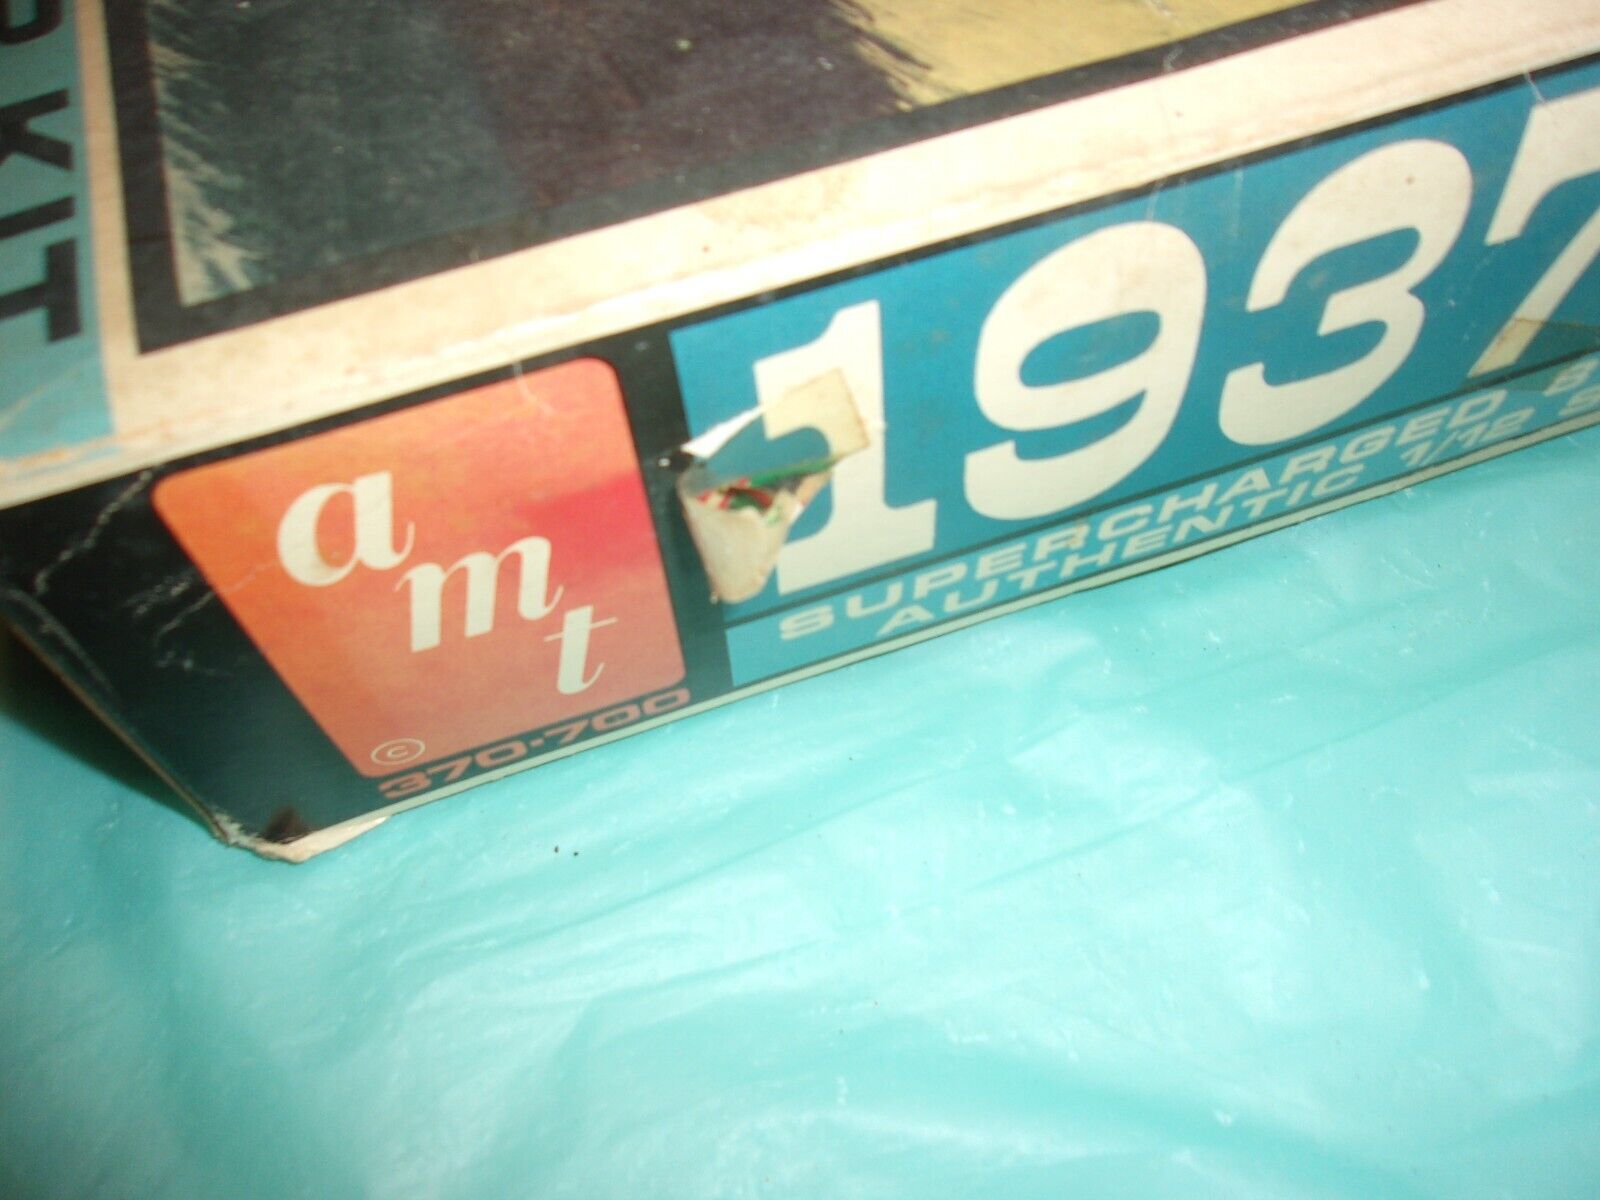 KIT
amt
©
370-700
1937
SUPERCHARGED
AUTHENTIC 1/12